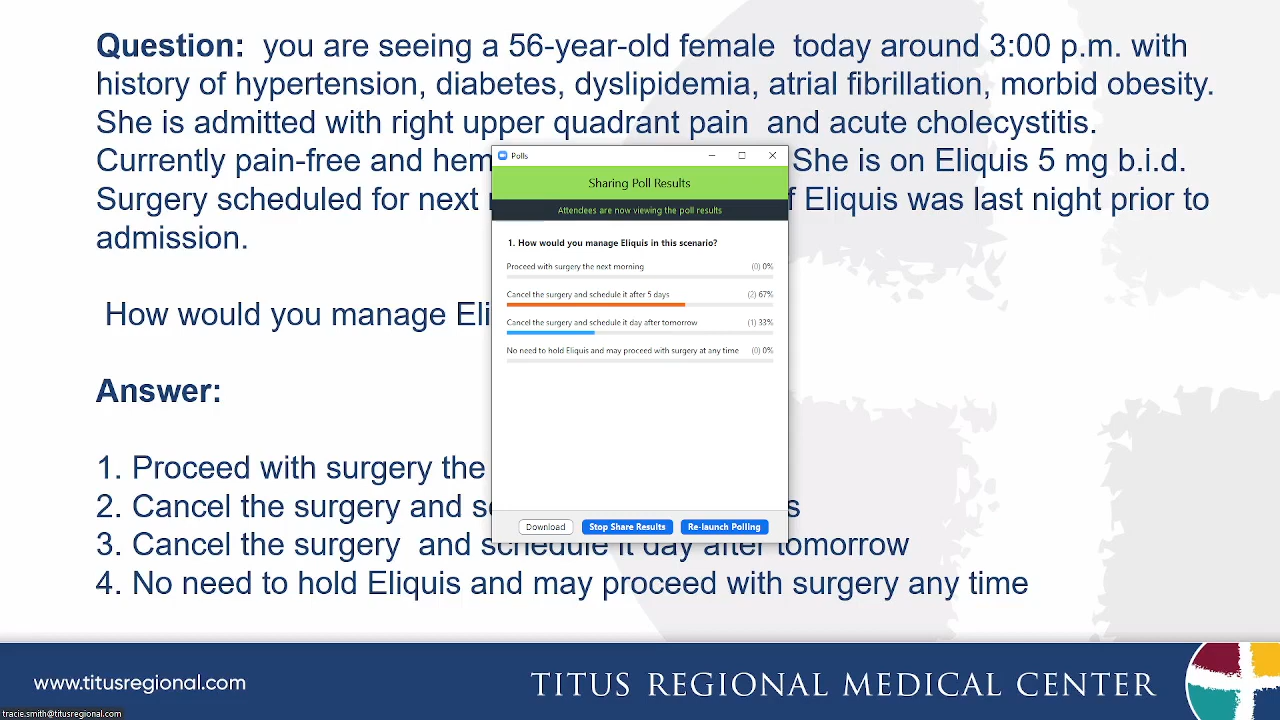 Question: you are seeing a 56-year-old female today around 3:00 p.m. with
history of hypertension, diabetes, dyslipidemia, atrial fibrillation, morbid obesity.
She is admitted with right upper quadrant pain and acute cholecystitis.
Currently pain-free and hem She is on Eliquis 5 mg b.i.d.
Surgery scheduled for next f Eliquis was last night prior to
admission.
How would you manage Eli
Answer:
1. Proceed with surgery the
2. Cancel the surgery and s
3. Cancel the surgery and schedule it day after tomorrow
4. No need to hold Eliquis and may proceed with surgery any time
Polls
Sharing Poll Results
Attendees are now viewing the poll results
1. How would you manage Eliquis in this scenario?
Proceed with surgery the next morning (0) 0%
Cancel the surgery and schedule it after 5 days (2) 67%
Cancel the surgery and schedule it day after tomorrow (1) 33%
No need to hold Eliquis and may proceed with surgery at any time (0) 0%
Download Stop Share Results Re-launch Polling
www.titusregional.com TITUS REGIONAL MEDICAL CENTER
tracie.smith@titusregional.com